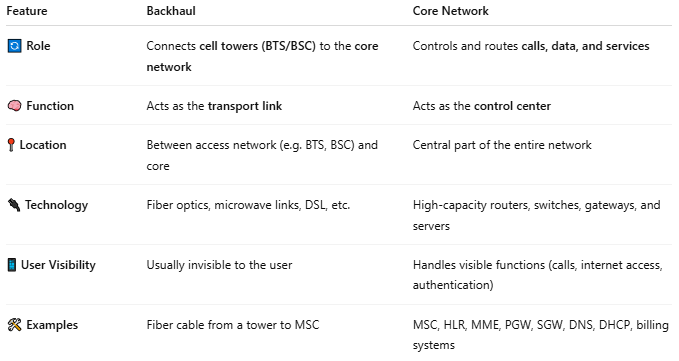 Feature Backhaul Core Network
Role Connects cell towers (BTS/BSC) to the core Controls and routes calls, data, and services
network
Function Acts as the transport link Acts as the control center
Location Between access network (e.g. BTS, BSC) and Central part of the entire network
core
Technology Fiber optics, microwave links, DSL, etc. High-capacity routers, switches, gateways, and
servers
User Visibility Usually invisible to the user Handles visible functions (calls, internet access,
authentication)
Examples Fiber cable from a tower to MSC MSC, HLR, MME, PGW, SGW, DNS, DHCP, billing
systems